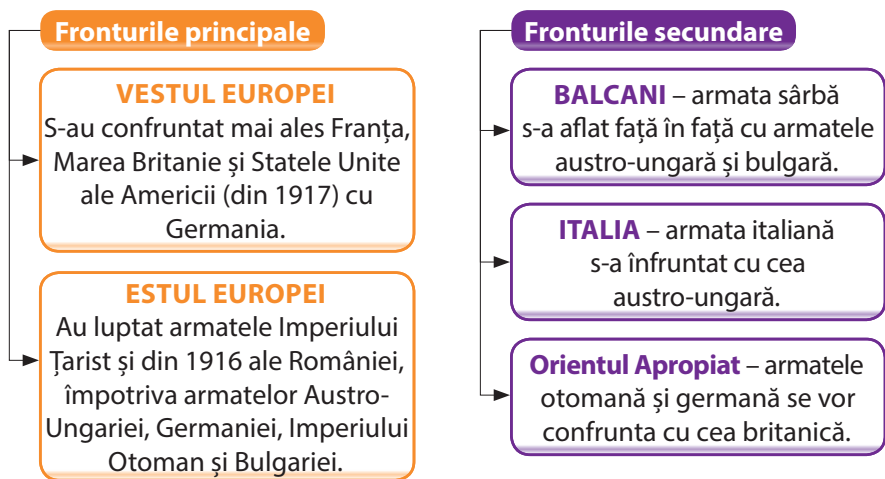 Fronturile principale
VESTUL EUROPEI
S-au confruntat mai ales Franța,
Marea Britanie și Statele Unite
ale Americii (din 1917) cu
Germania.
ESTUL EUROPEI
Au luptat armatele Imperiului
Țarist și din 1916 ale României,
împotriva armatelor Austro-
Ungariei, Germaniei, Imperiului
Otoman și Bulgariei.
Fronturile secundare
BALCANI – armata sârbă
s-a aflat față în față cu armatele
austro-ungară și bulgară.
ITALIA – armata italiană
s-a înfruntat cu cea
austro-ungară.
Orientul Apropiat – armatele
otomană și germană se vor
confrunta cu cea britanică.